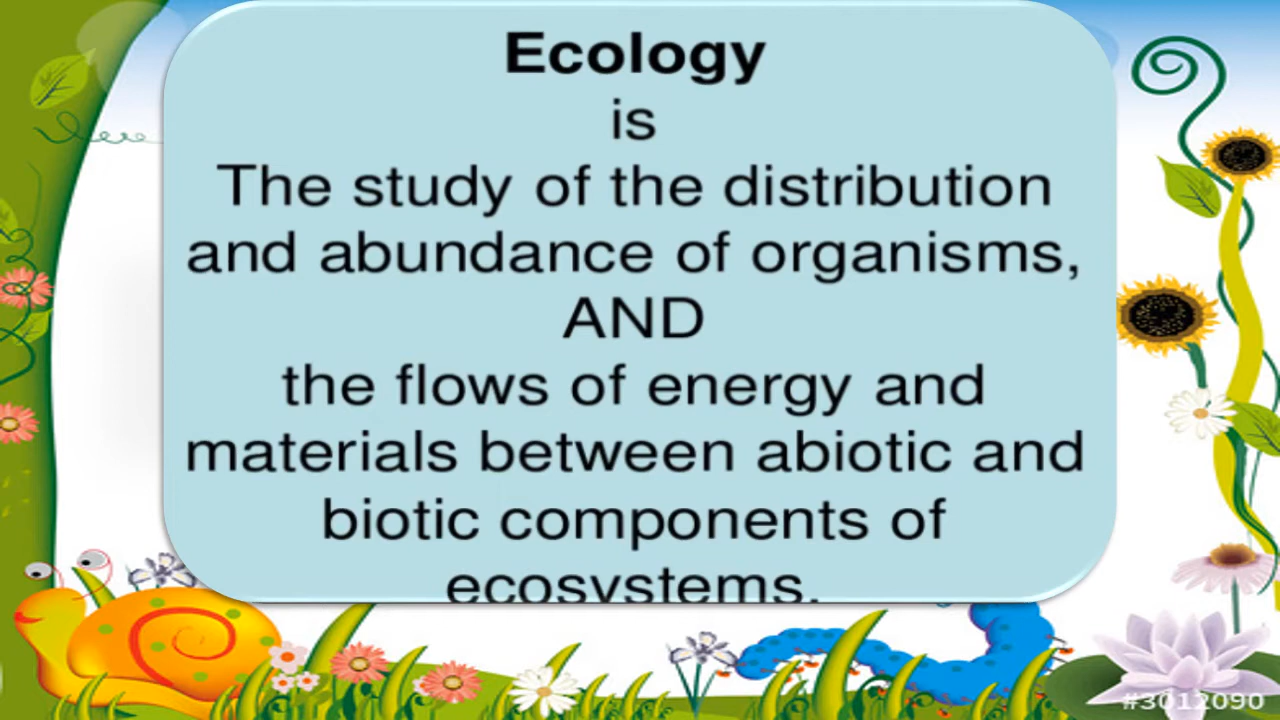 Ecology
is
The study of the distribution
and abundance of organisms,
AND
the flows of energy and
materials between abiotic and
biotic components of
ecosystems.
#3012090